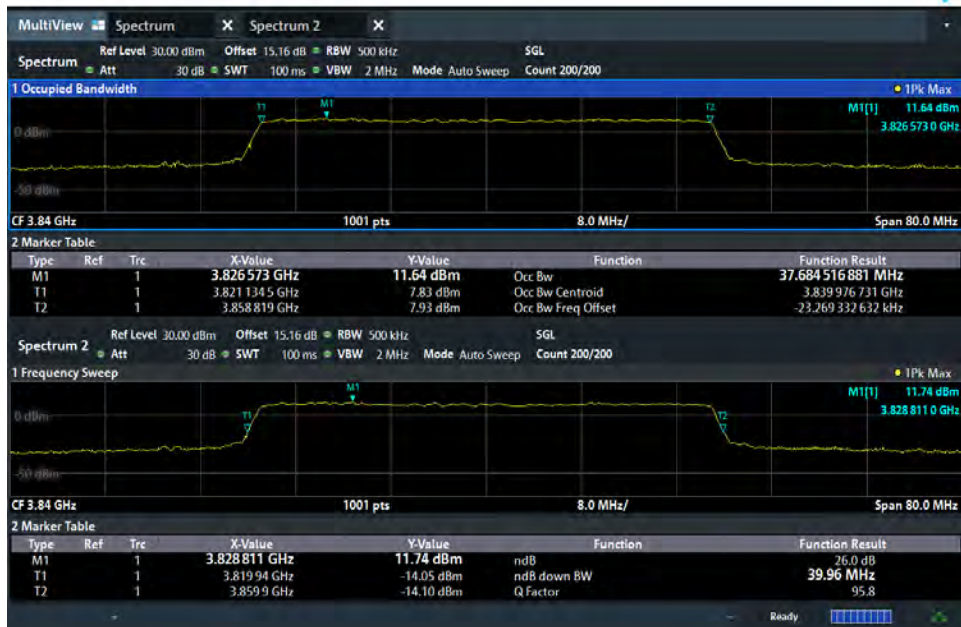 MultiView Spectrum X Spectrum 2 X
Spectrum Ref Level 30.00 dBm Offset 15.16 dB RBW 500 kHz SGL
Att 30 dB SWT 100 ms VBW 2 MHz Mode Auto Sweep Count 200/200
1 Occupied Bandwidth 1Pk Max
T1 M1 T2 M1[1] 11.64 dBm
3.826 573 0 GHz
0 dBm
-50 dBm
CF 3.84 GHz 1001 pts 8.0 MHz/ Span 80.0 MHz
2 Marker Table
Type Ref Trc X-Value Y-Value Function Function Result
M1 1 3.826 573 GHz 11.64 dBm Occ Bw 37.684 516 881 MHz
T1 1 3.821 134 5 GHz 7.83 dBm Occ Bw Centroid 3.839 976 731 GHz
T2 1 3.858 819 GHz 7.93 dBm Occ Bw Freq Offset -23.269 332 632 kHz
Spectrum 2 Ref Level 30.00 dBm Offset 15.16 dB RBW 500 kHz SGL
Att 30 dB SWT 100 ms VBW 2 MHz Mode Auto Sweep Count 200/200
1 Frequency Sweep 1Pk Max
M1 M1[1] 11.74 dBm
3.828 811 0 GHz
0 dBm T1 T2
-50 dBm
CF 3.84 GHz 1001 pts 8.0 MHz/ Span 80.0 MHz
2 Marker Table
Type Ref Trc X-Value Y-Value Function Function Result
M1 1 3.828 811 GHz 11.74 dBm ndB 26.0 dB
T1 1 3.819 94 GHz -14.05 dBm ndB down BW 39.96 MHz
T2 1 3.859 9 GHz -14.10 dBm Q Factor 95.8
Ready